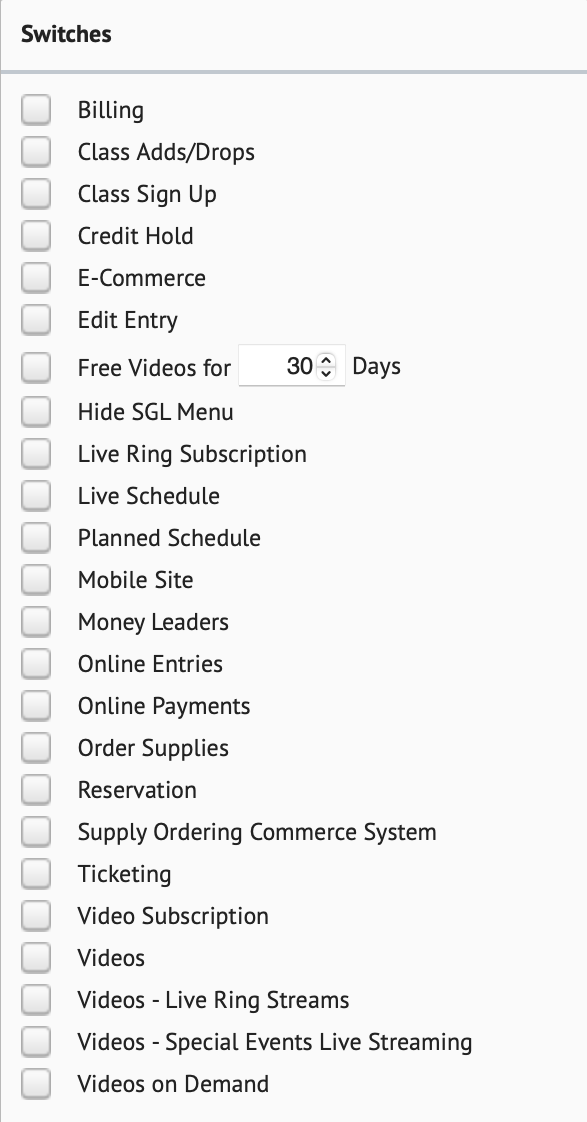 Switches
Billing
Class Adds/Drops
Class Sign Up
Credit Hold
E-Commerce
Edit Entry
Free Videos for 30 Days
Hide SGL Menu
Live Ring Subscription
Live Schedule
Planned Schedule
Mobile Site
Money Leaders
Online Entries
Online Payments
Order Supplies
Reservation
Supply Ordering Commerce System
Ticketing
Video Subscription
Videos
Videos - Live Ring Streams
Videos - Special Events Live Streaming
Videos on Demand